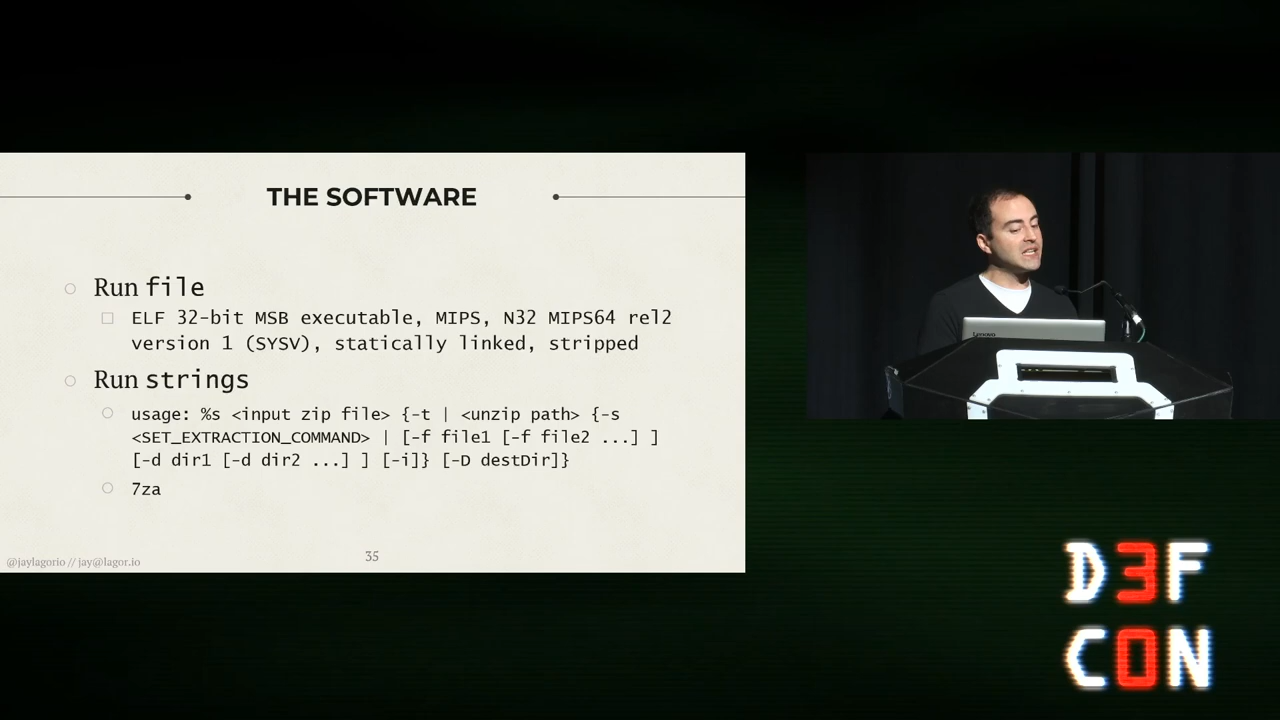 THE SOFTWARE
Run file
ELF 32-bit MSB executable, MIPS, N32 MIPS64 rel2
version 1 (SYSV), statically linked, stripped
Run strings
usage: %s <input zip file> {-t | <unzip path> {-s
<SET_EXTRACTION_COMMAND> | [-f file1 [-f file2 ...] ]
[-d dir1 [-d dir2 ...] ] [-i]} [-D destDir]}
7za
35
@jaylagorio // jay@lagor.io
Lenovo
D3F
C0N